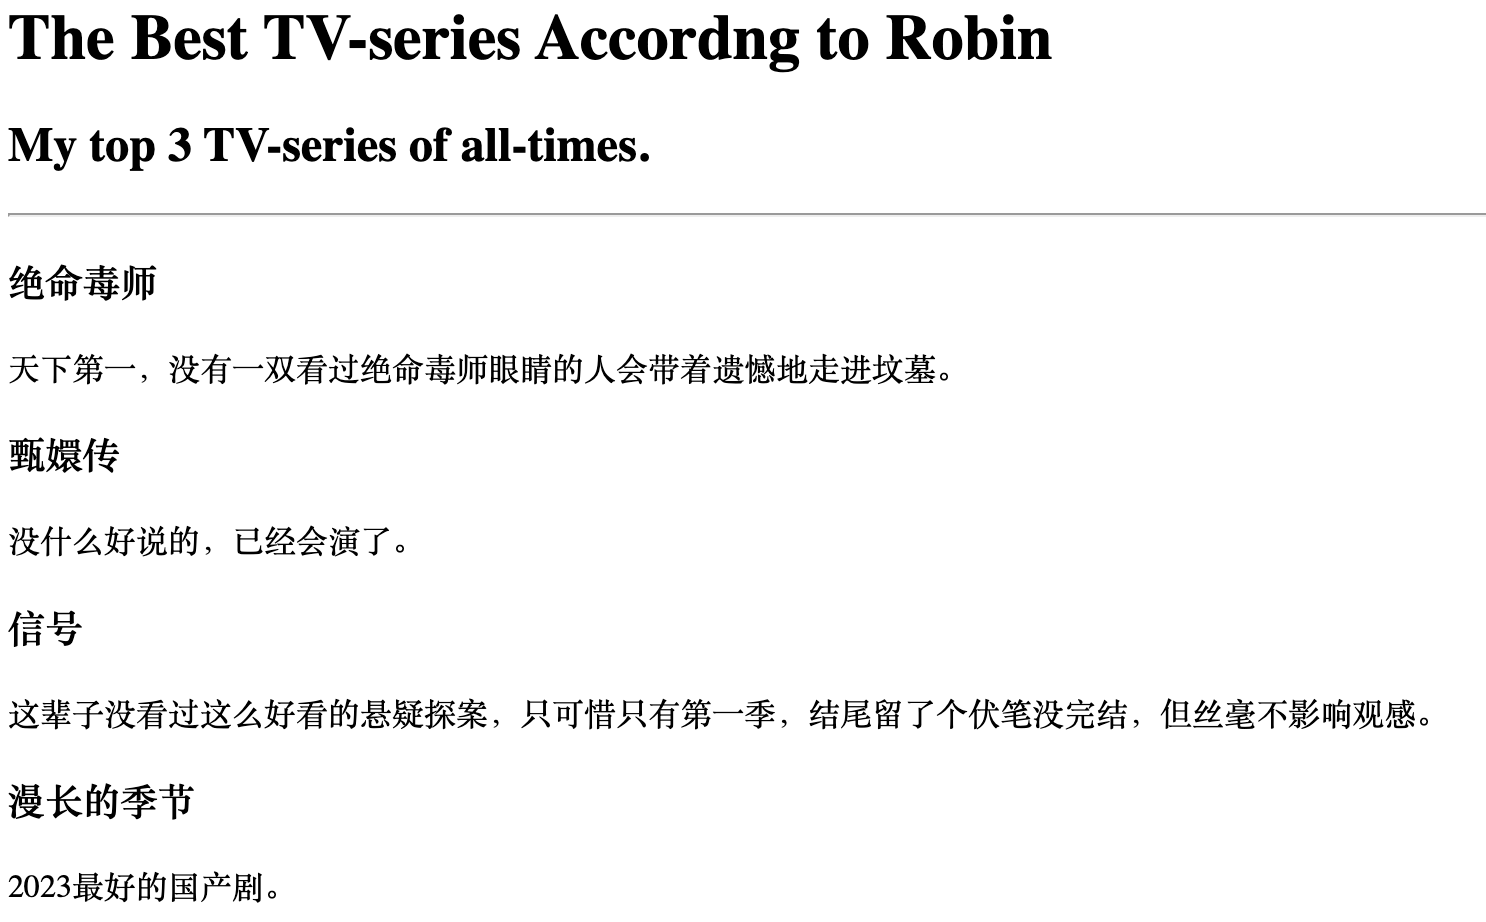 The Best TV-series Accordng to Robin
My top 3 TV-series of all-times.
绝命毒师
天下第一，没有一双看过绝命毒师眼睛的人会带着遗憾地走进坟墓。
甄嬛传
没什么好说的，已经会演了。
信号
这辈子没看过这么好看的悬疑探案，只可惜只有第一季，结尾留了个伏笔没完结，但丝毫不影响观感。
漫长的季节
2023最好的国产剧。